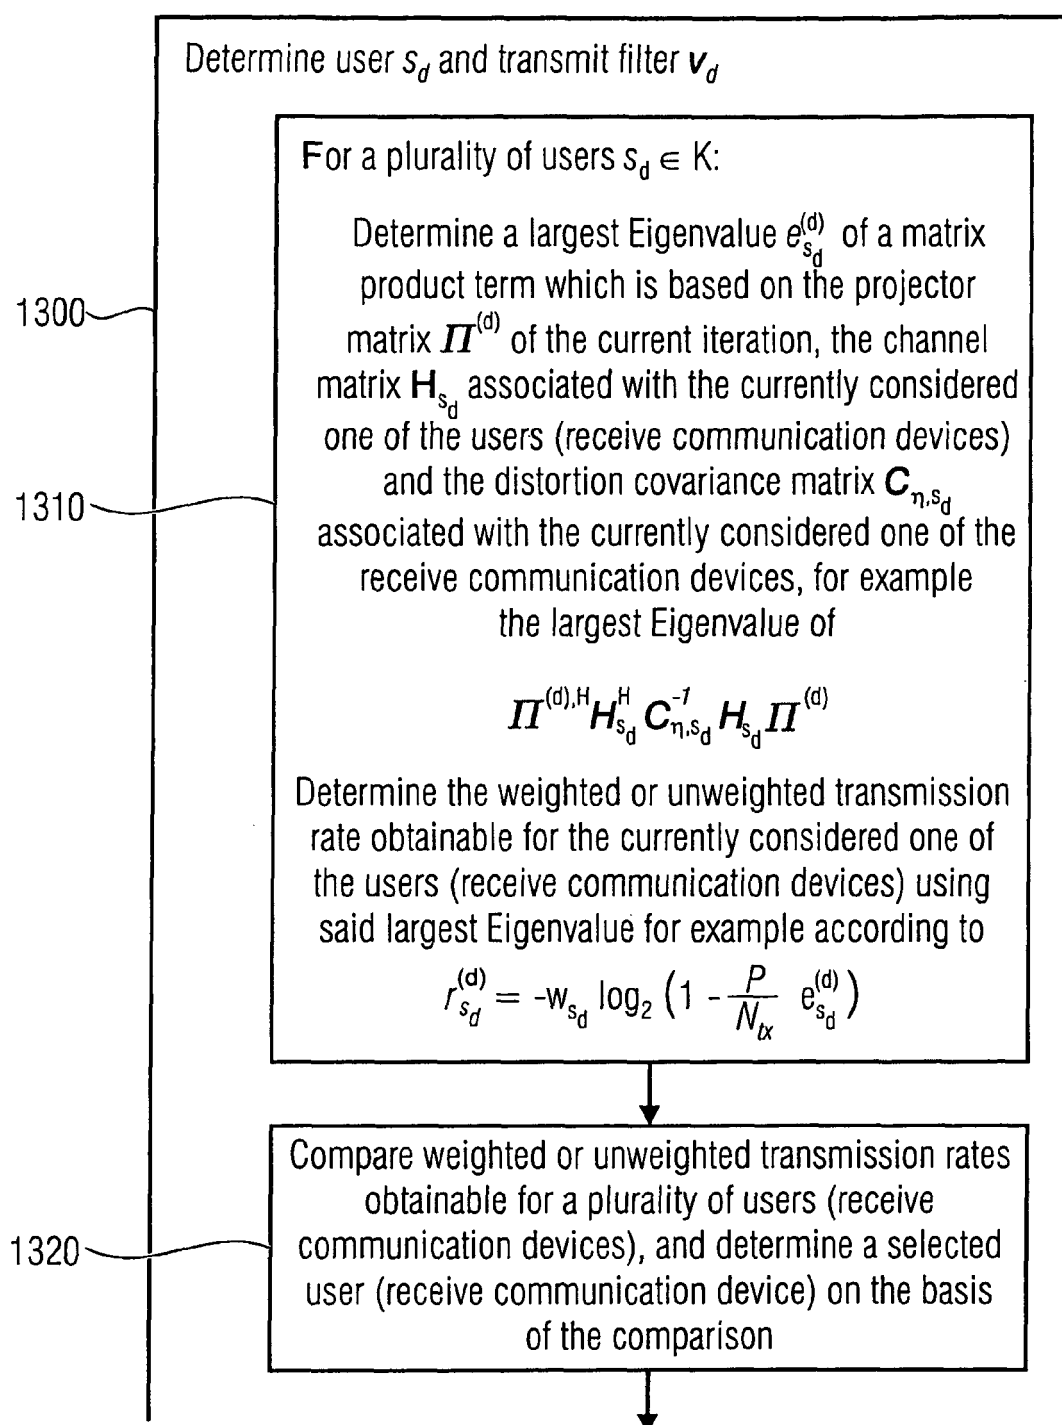 Determine user s_d and transmit filter v_d
For a plurality of users s_d ∈ K:
Determine a largest Eigenvalue e_{s_d}^{(d)} of a matrix
product term which is based on the projector
matrix Π^{(d)} of the current iteration, the channel
1300
matrix H_{s_d} associated with the currently considered
one of the users (receive communication devices)
and the distortion covariance matrix C_{η,s_d}
1310
associated with the currently considered one of the
receive communication devices, for example
the largest Eigenvalue of
Π^{(d),H} H_{s_d}^H C_{η,s_d}^{-1} H_{s_d} Π^{(d)}
Determine the weighted or unweighted transmission
rate obtainable for the currently considered one of
the users (receive communication devices) using
said largest Eigenvalue for example according to
r_{s_d}^{(d)} = -w_{s_d} log_2 (1 - P/N_{tx} e_{s_d}^{(d)})
Compare weighted or unweighted transmission rates
obtainable for a plurality of users (receive
1320
communication devices), and determine a selected
user (receive communication device) on the basis
of the comparison